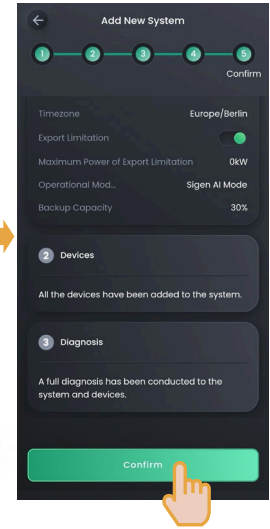 Add New System
1 2 3 4 5
Confirm
Timezone Europe/Berlin
Export Limitation
Maximum Power of Export Limitation 0kW
Operational Mod... Sigen AI Mode
Backup Capacity 30%
2 Devices
All the devices have been added to the system.
3 Diagnosis
A full diagnosis has been conducted to the
system and devices.
Confirm